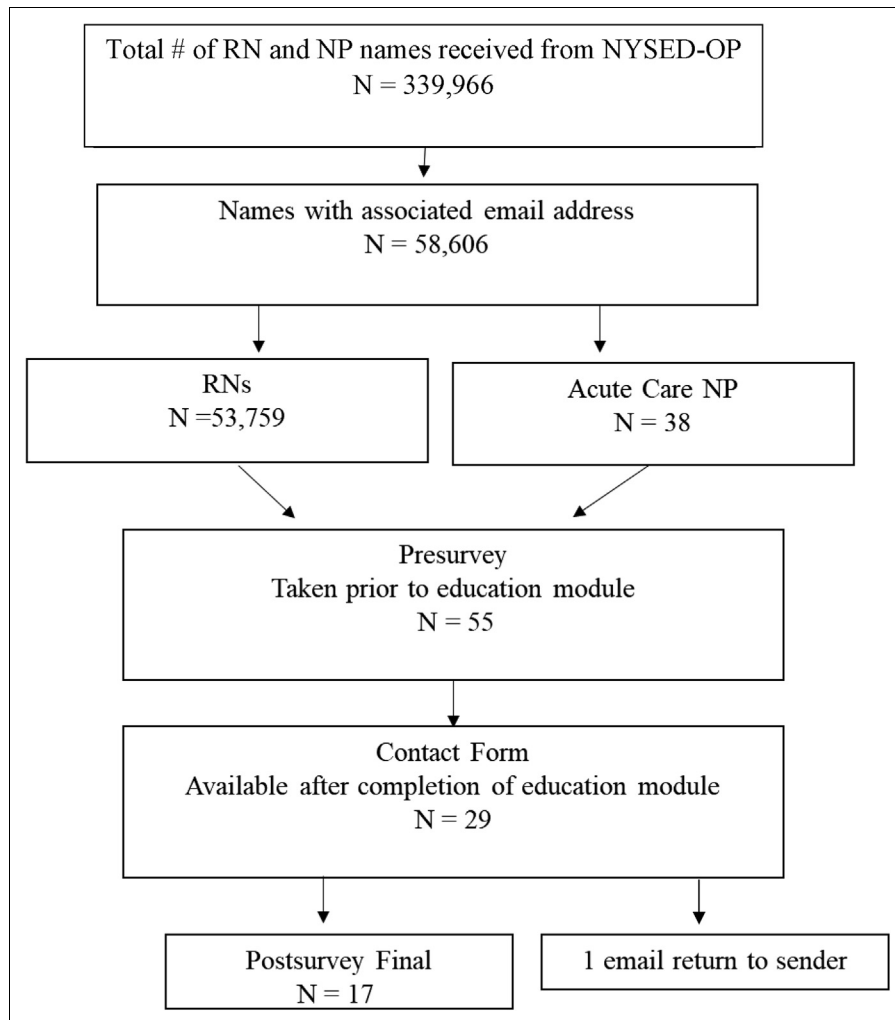 Total # of RN and NP names received from NYSED-OP
N = 339,966
Names with associated email address
N = 58,606
RNs
N =53,759
Acute Care NP
N = 38
Presurvey
Taken prior to education module
N = 55
Contact Form
Available after completion of education module
N = 29
Postsurvey Final
N = 17
1 email return to sender